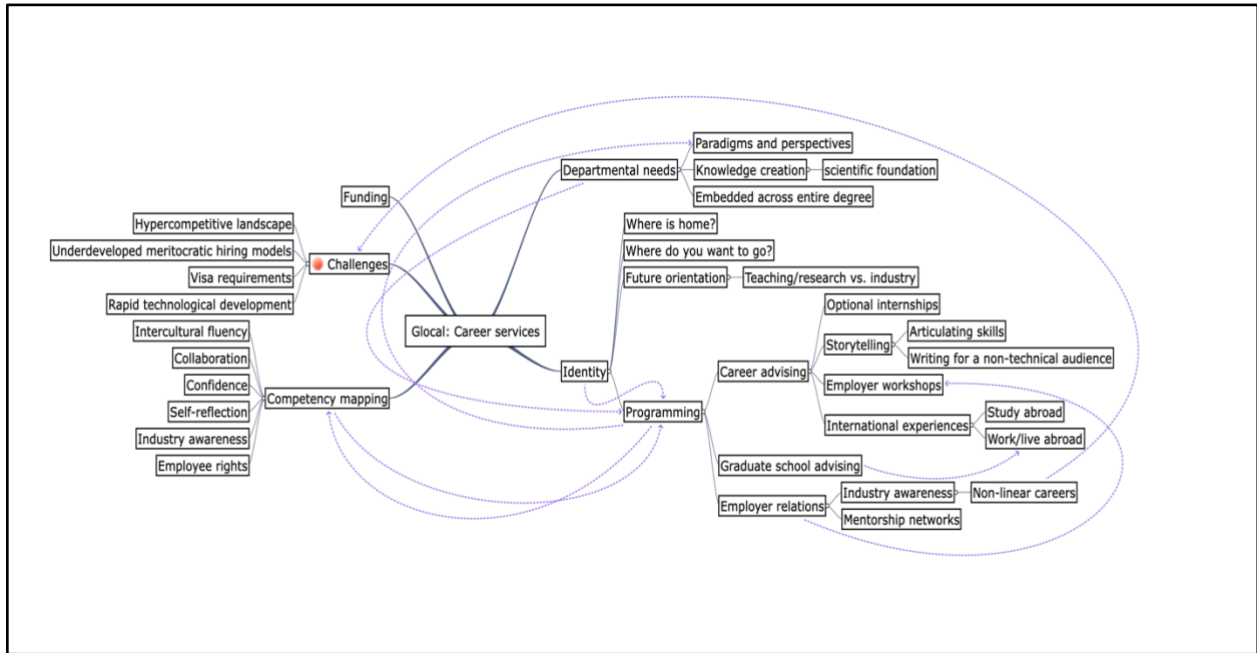 Glocal: Career services
Funding
Challenges
Hypercompetitive landscape
Underdeveloped meritocratic hiring models
Visa requirements
Rapid technological development
Competency mapping
Intercultural fluency
Collaboration
Confidence
Self-reflection
Industry awareness
Employee rights
Departmental needs
Paradigms and perspectives
Knowledge creation
scientific foundation
Embedded across entire degree
Identity
Where is home?
Where do you want to go?
Future orientation
Teaching/research vs. industry
Programming
Career advising
Optional internships
Storytelling
Articulating skills
Writing for a non-technical audience
Employer workshops
International experiences
Study abroad
Work/live abroad
Graduate school advising
Employer relations
Industry awareness
Non-linear careers
Mentorship networks